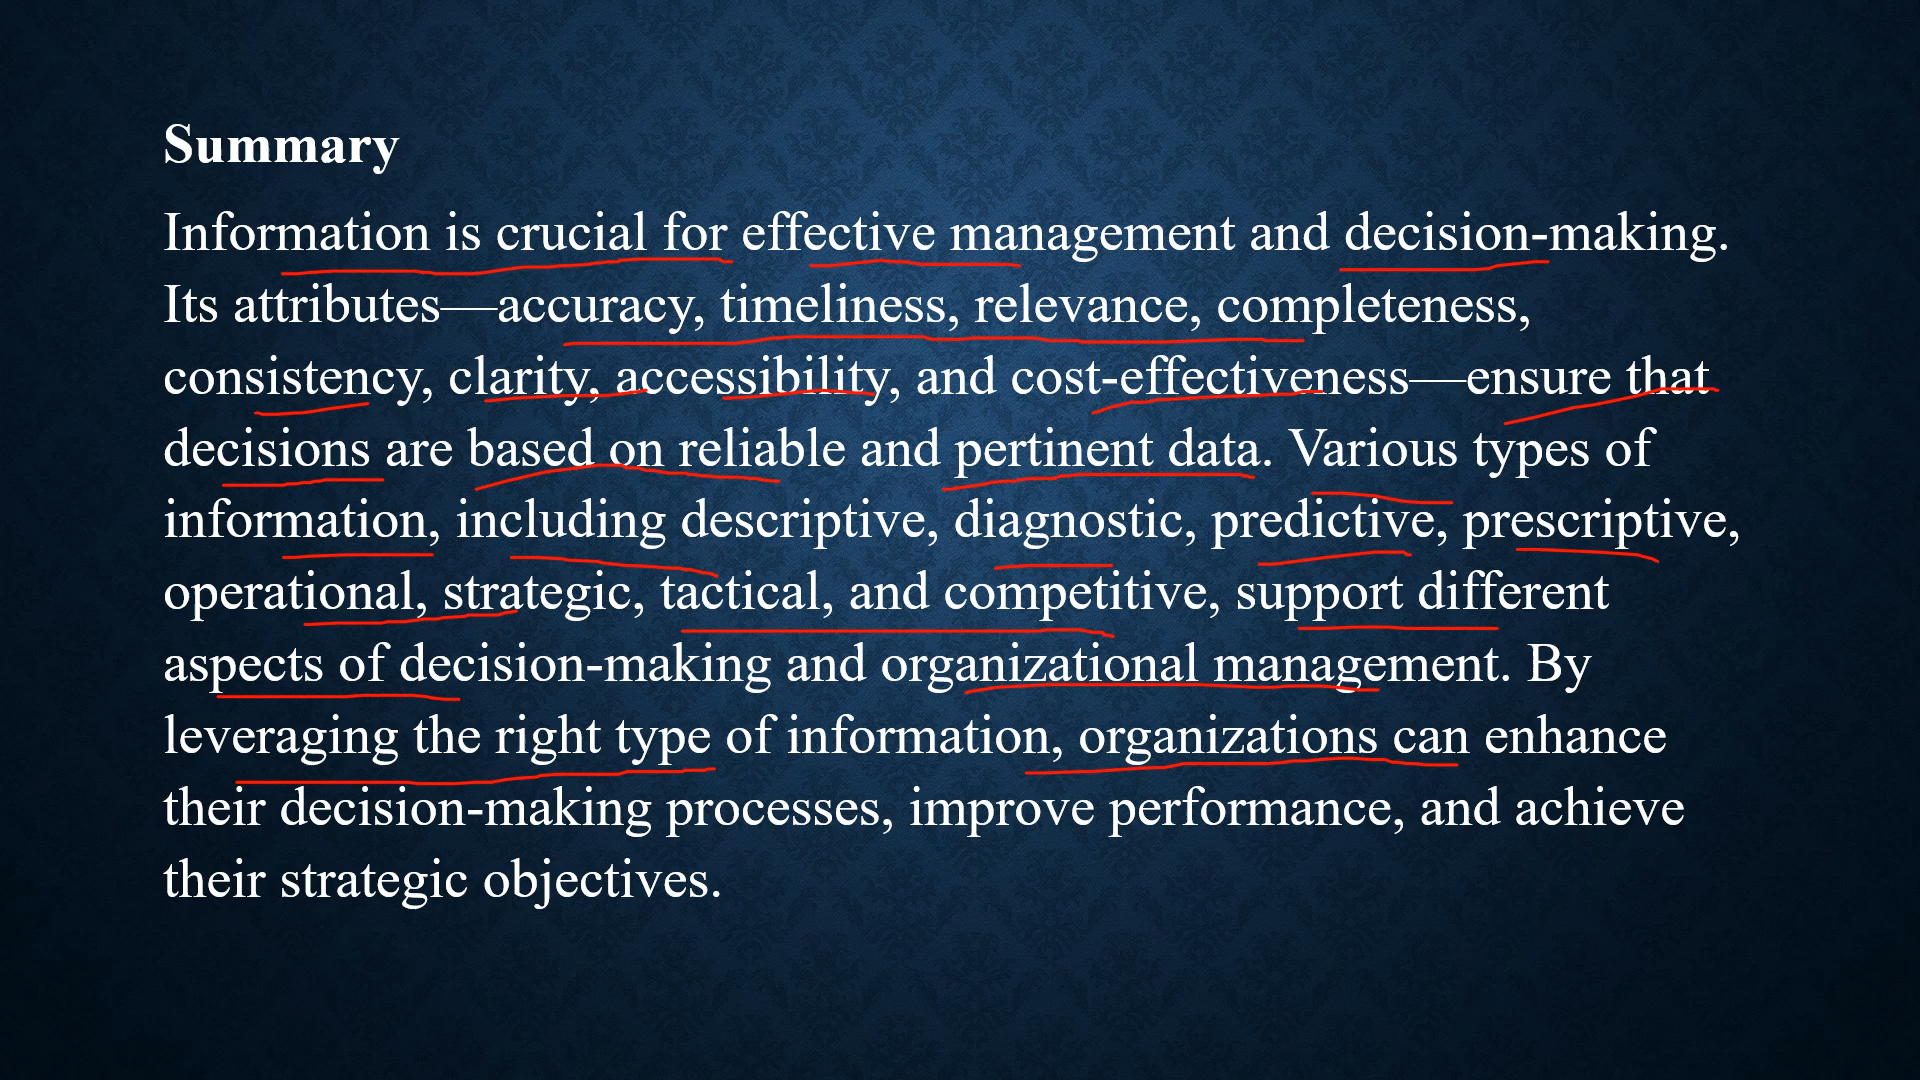 Summary
Information is crucial for effective management and decision-making.
Its attributes—accuracy, timeliness, relevance, completeness,
consistency, clarity, accessibility, and cost-effectiveness—ensure that
decisions are based on reliable and pertinent data. Various types of
information, including descriptive, diagnostic, predictive, prescriptive,
operational, strategic, tactical, and competitive, support different
aspects of decision-making and organizational management. By
leveraging the right type of information, organizations can enhance
their decision-making processes, improve performance, and achieve
their strategic objectives.